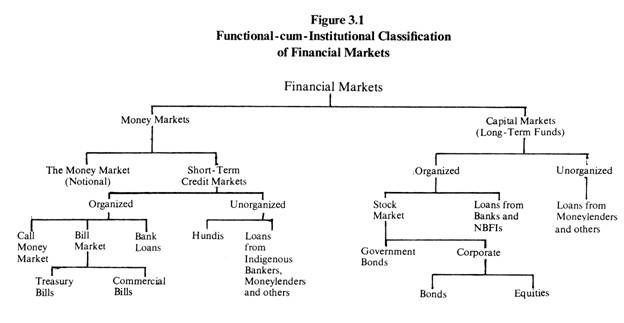 Figure 3.1
Functional-cum-Institutional Classification
of Financial Markets
Financial Markets
Money Markets
Capital Markets
(Long-Term Funds)
The Money Market
(Notional)
Short-Term
Credit Markets
Organized
Unorganized
Organized
Unorganized
Call
Money
Market
Bill
Market
Bank
Loans
Hundis
Loans
from
Indigenous
Bankers,
Moneylenders
and others
Stock
Market
Loans from
Banks and
NBFIs
Loans from
Moneylenders
and others
Treasury
Bills
Commercial
Bills
Government
Bonds
Corporate
Bonds
Equities